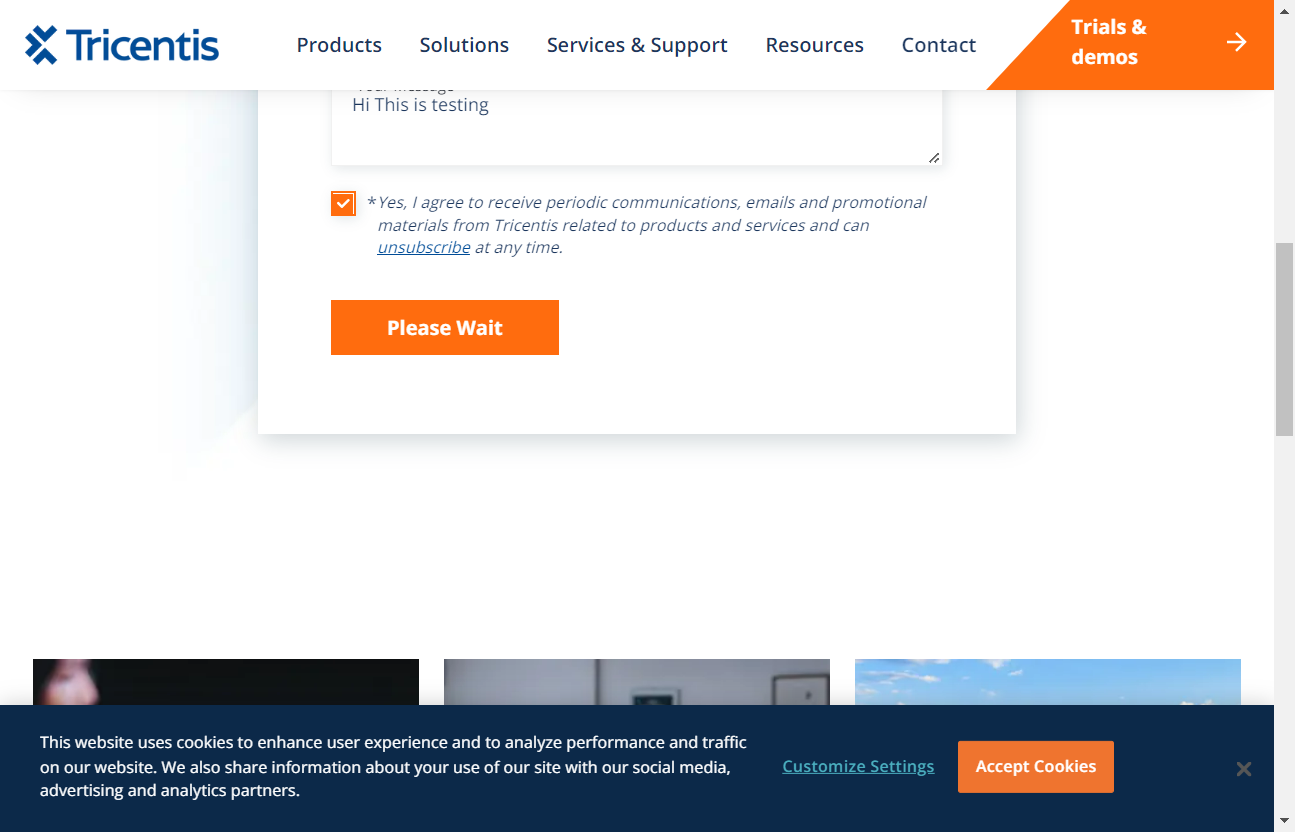 Tricentis
Products
Solutions
Services & Support
Resources
Contact
Trials &
demos
Your Message
Hi This is testing
*Yes, I agree to receive periodic communications, emails and promotional
materials from Tricentis related to products and services and can
unsubscribe at any time.
Please Wait
This website uses cookies to enhance user experience and to analyze performance and traffic
on our website. We also share information about your use of our site with our social media,
advertising and analytics partners.
Customize Settings
Accept Cookies